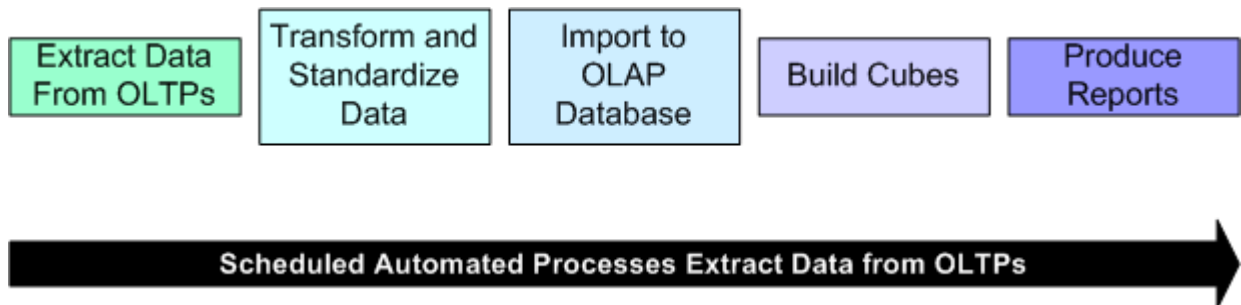 Extract Data
From OLTPs
Transform and
Standardize
Data
Import to
OLAP
Database
Build Cubes
Produce
Reports
Scheduled Automated Processes Extract Data from OLTPs